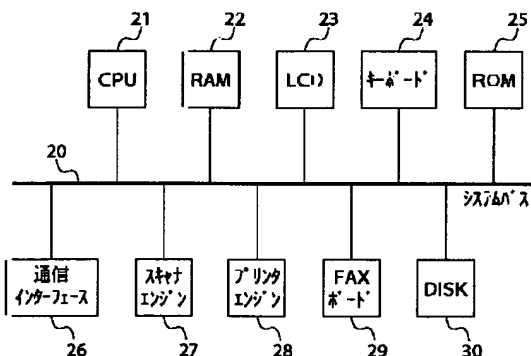 21 22 23 24 25
CPU RAM LCD キーボード ROM
20
システムバス
通信
インターフェース
スキャナ
エンジン
プリンタ
エンジン
FAX
ボード
DISK
26 27 28 29 30